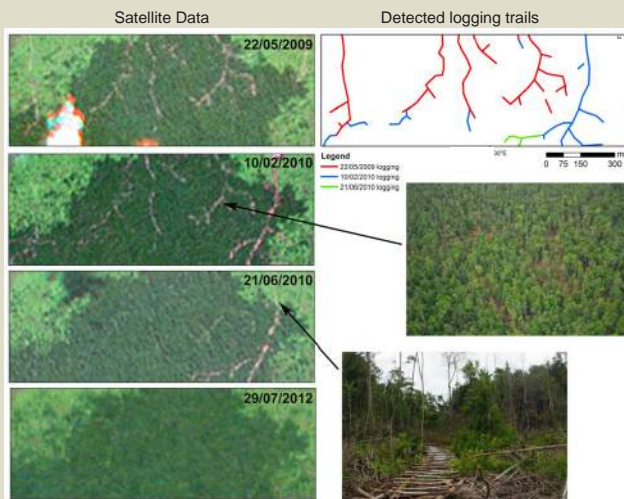 Satellite Data
Detected logging trails
22/05/2009
10/02/2010
21/06/2010
29/07/2012
Legend
22/05/2009 logging
10/02/2010 logging
21/06/2010 logging
0 75 150 300
m